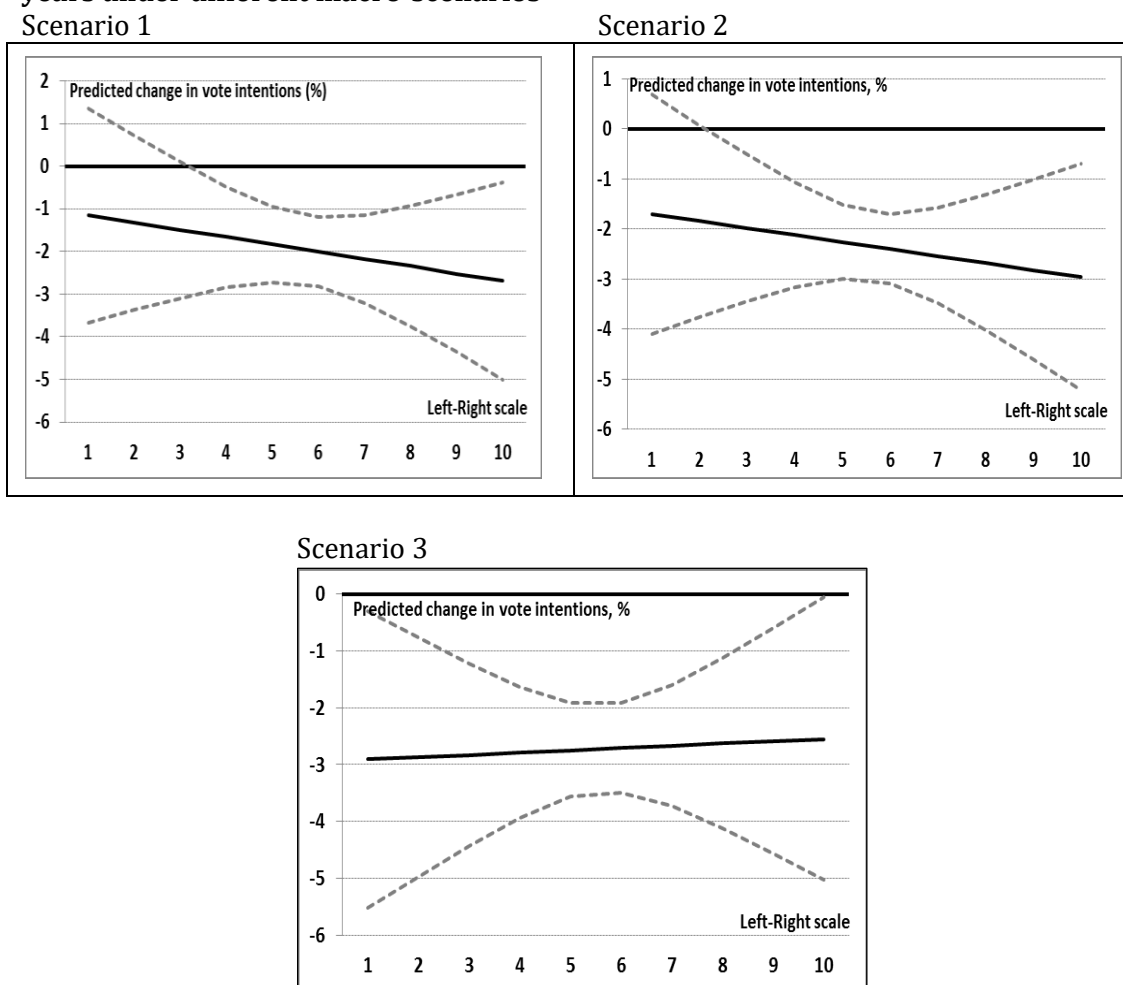 years under different macro-scenarios
Scenario 1
Scenario 2
Predicted change in vote intentions (%)
2
1
0
-1
-2
-3
-4
-5
-6
Left-Right scale
1 2 3 4 5 6 7 8 9 10
Predicted change in vote intentions, %
1
0
-1
-2
-3
-4
-5
-6
Left-Right scale
1 2 3 4 5 6 7 8 9 10
Scenario 3
0
Predicted change in vote intentions, %
-1
-2
-3
-4
-5
-6
Left-Right scale
1 2 3 4 5 6 7 8 9 10